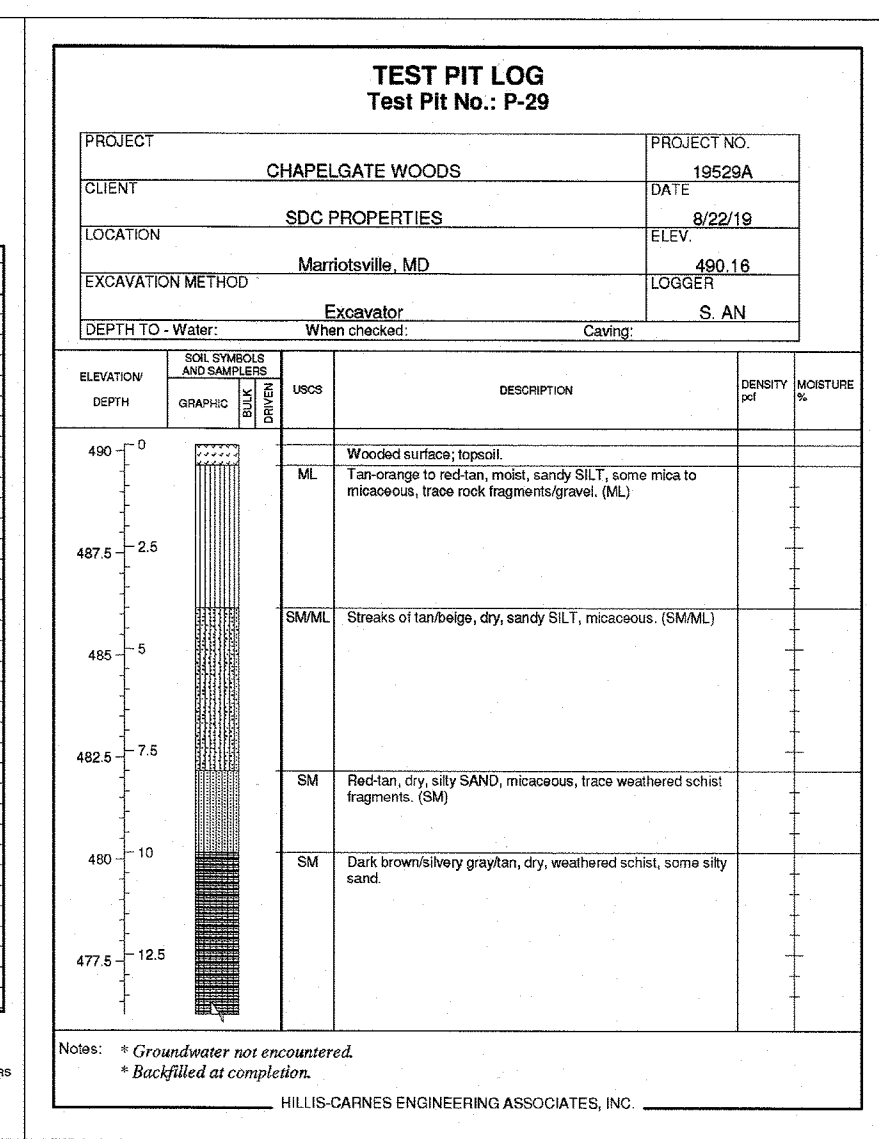 TEST PIT LOG
Test Pit No.: P-29
PROJECT
CHAPELGATE WOODS
PROJECT NO.
19529A
CLIENT
SDC PROPERTIES
DATE
8/22/19
LOCATION
Marriotsville, MD
ELEV.
490.16
EXCAVATION METHOD
Excavator
LOGGER
S. AN
DEPTH TO - Water: When checked: Caving:
ELEVATION/
DEPTH
SOIL SYMBOLS
AND SAMPLERS
GRAPHIC
BULK
DRIVEN
USCS
DESCRIPTION
DENSITY
pcf
MOISTURE
%
490 0
Wooded surface; topsoil.
ML Tan-orange to red-tan, moist, sandy SILT, some mica to
micaceous, trace rock fragments/gravel. (ML)
487.5 2.5
SM/ML Streaks of tan/beige, dry, sandy SILT, micaceous. (SM/ML)
485 5
482.5 7.5
SM Red-tan, dry, silty SAND, micaceous, trace weathered schist
fragments. (SM)
480 10
SM Dark brown/silvery gray/tan, dry, weathered schist, some silty
sand.
477.5 12.5
Notes: * Groundwater not encountered.
* Backfilled at completion.
HILLIS-CARNES ENGINEERING ASSOCIATES, INC.